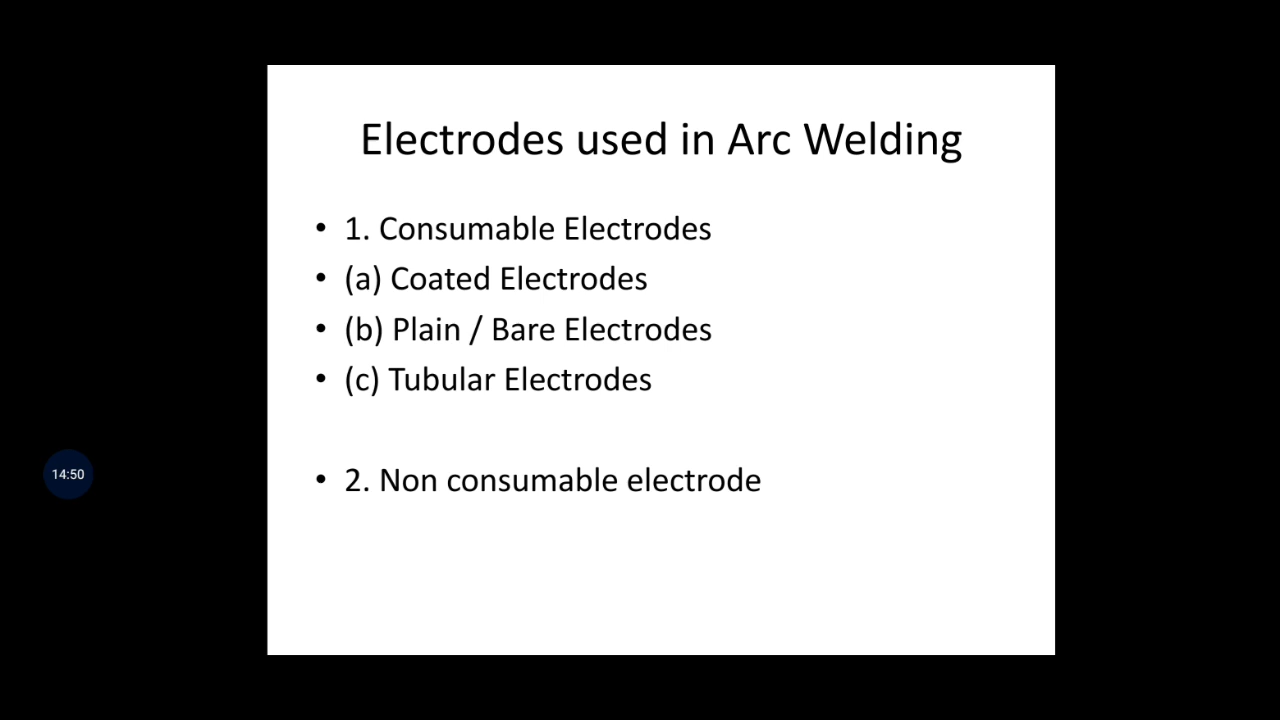 Electrodes used in Arc Welding
• 1. Consumable Electrodes
• (a) Coated Electrodes
• (b) Plain / Bare Electrodes
• (c) Tubular Electrodes
• 2. Non consumable electrode
14:50